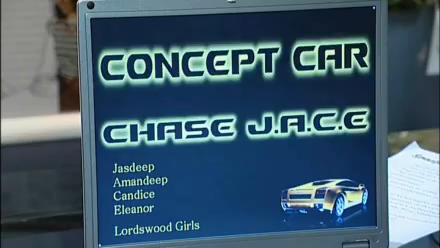 CONCEPT CAR
CHASE J.A.C.E
Jasdeep
Amandeep
Candice
Eleanor
Lordswood Girls